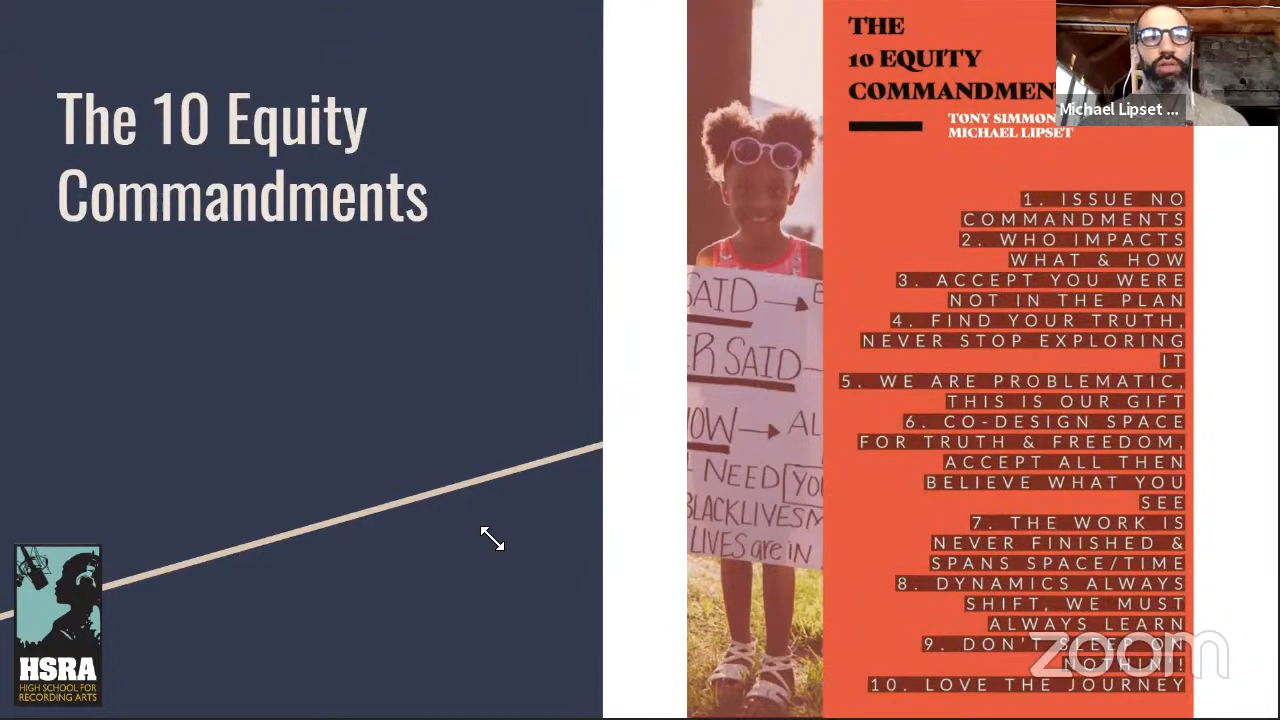 The 10 Equity
Commandments
HSRA
HIGH SCHOOL FOR
RECORDING ARTS
SAID →
R SAID-
OW → AL
NEED YOU
BLACKLIVESM
LIVES are IN
THE
10 EQUITY
COMMANDMEN
TONY SIMMON
MICHAEL LIPSET
1. ISSUE NO
COMMANDMENTS
2. WHO IMPACTS
WHAT & HOW
3. ACCEPT YOU WERE
NOT IN THE PLAN
4. FIND YOUR TRUTH,
NEVER STOP EXPLORING
IT
5. WE ARE PROBLEMATIC,
THIS IS OUR GIFT
6. CO-DESIGN SPACE
FOR TRUTH & FREEDOM,
ACCEPT ALL THEN
BELIEVE WHAT YOU
SEE
7. THE WORK IS
NEVER FINISHED &
SPANS SPACE/TIME
8. DYNAMICS ALWAYS
SHIFT, WE MUST
ALWAYS LEARN
9. DON'T SLEEP ON
NOTHIN'!
10. LOVE THE JOURNEY
Michael Lipset ...
zoom